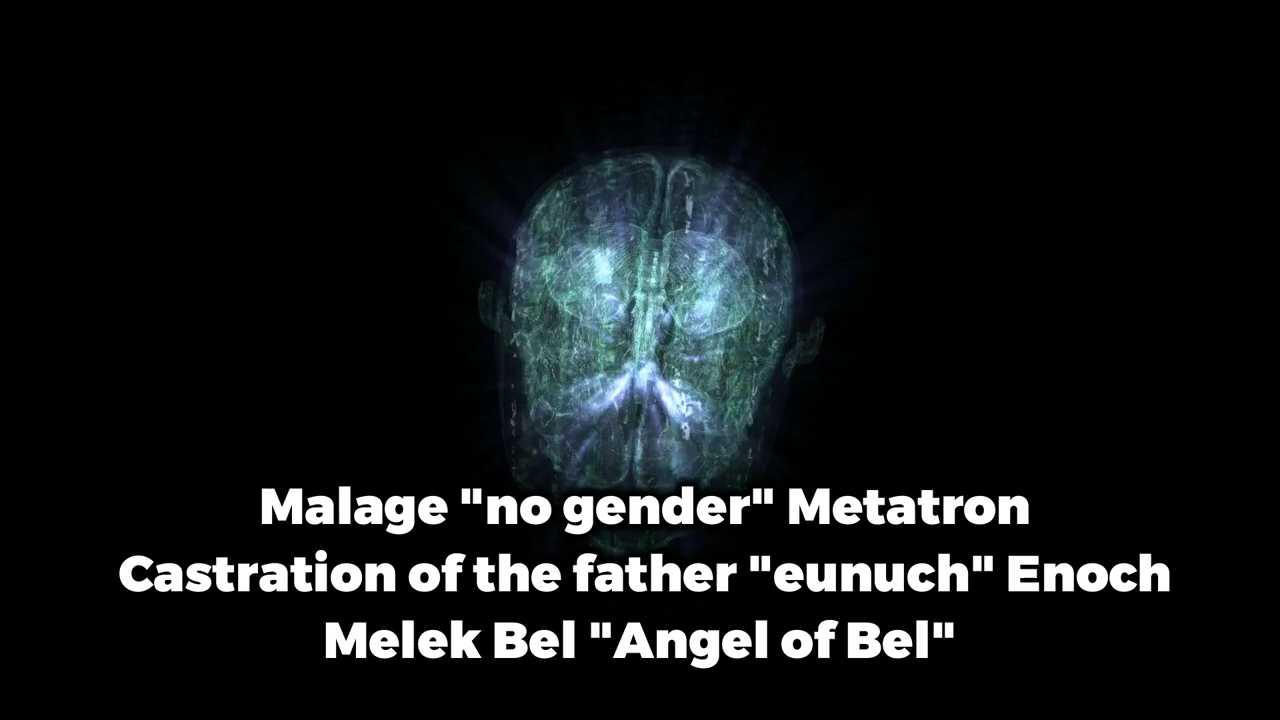 Malage "no gender" Metatron
Castration of the father "eunuch" Enoch
Melek Bel "Angel of Bel"